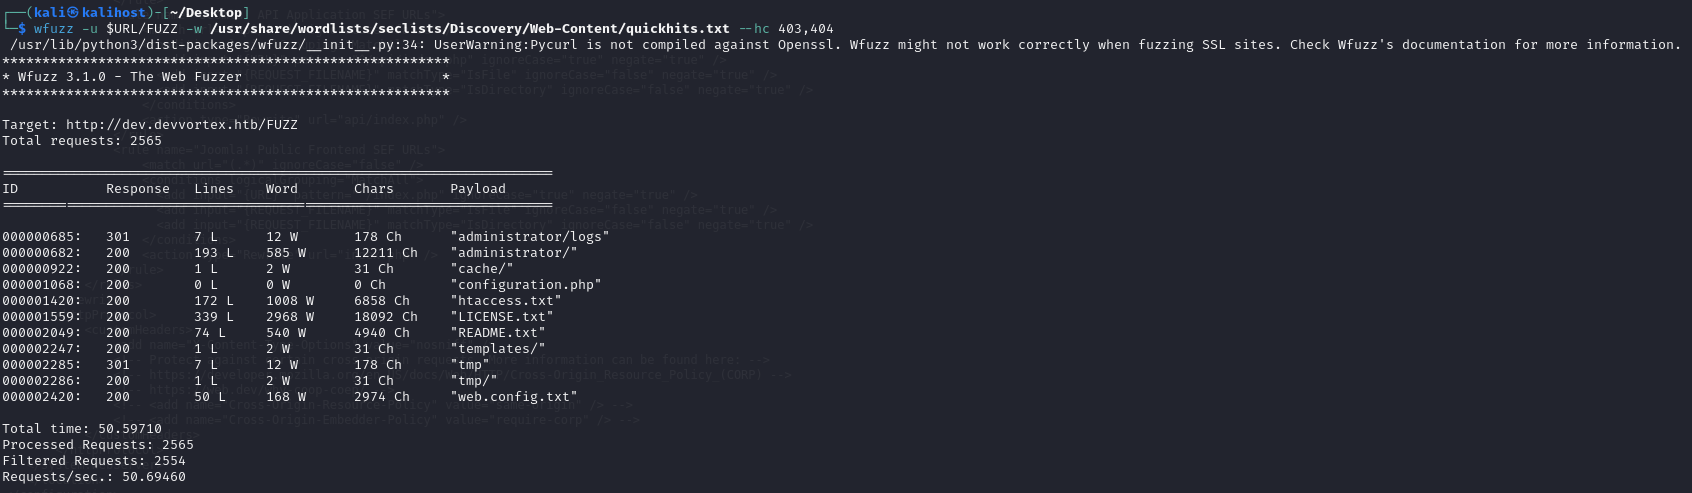 ┌──(kali㉿kalihost)-[~/Desktop]
└─$ wfuzz -u $URL/FUZZ -w /usr/share/wordlists/seclists/Discovery/Web-Content/quickhits.txt --hc 403,404
/usr/lib/python3/dist-packages/wfuzz/__init__.py:34: UserWarning:Pycurl is not compiled against Openssl. Wfuzz might not work correctly when fuzzing SSL sites. Check Wfuzz's documentation for more information.
********************************************************
* Wfuzz 3.1.0 - The Web Fuzzer                         *
********************************************************
Target: http://dev.devvortex.htb/FUZZ
Total requests: 2565
=====================================================================
ID           Response   Lines    Word       Chars       Payload
=====================================================================
000000685:   301        7 L      12 W       178 Ch      "administrator/logs"
000000682:   200        193 L    585 W      12211 Ch    "administrator/"
000000922:   200        1 L      2 W        31 Ch       "cache/"
000001068:   200        0 L      0 W        0 Ch        "configuration.php"
000001420:   200        172 L    1008 W     6858 Ch     "htaccess.txt"
000001559:   200        339 L    2968 W     18092 Ch    "LICENSE.txt"
000002049:   200        74 L     540 W      4940 Ch     "README.txt"
000002247:   200        1 L      2 W        31 Ch       "templates/"
000002285:   301        7 L      12 W       178 Ch      "tmp"
000002286:   200        1 L      2 W        31 Ch       "tmp/"
000002420:   200        50 L     168 W      2974 Ch     "web.config.txt"
Total time: 50.59710
Processed Requests: 2565
Filtered Requests: 2554
Requests/sec.: 50.69460